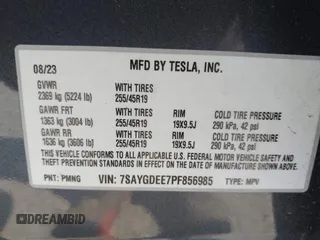 MFD BY TESLA, INC.
08/23
GVWR
2369 kg (5224 lb)
WITH TIRES
255/45R19
GAWR FRT
1363 kg (3004 lb)
WITH TIRES
255/45R19
RIM
19X9.5J
COLD TIRE PRESSURE
290 kPa, 42 psi
GAWR RR
1636 kg (3606 lb)
WITH TIRES
255/45R19
RIM
19X9.5J
COLD TIRE PRESSURE
290 kPa, 42 psi
THIS VEHICLE CONFORMS TO ALL APPLICABLE FEDERAL MOTOR VEHICLE SAFETY
AND THEFT PREVENTION STANDARDS IN EFFECT ON THE DATE OF MANUFACTURE
SHOWN ABOVE.
PNT: PMNG
VIN: 7SAYGDEE7PF856985
TYPE: MPV
DREAMBID